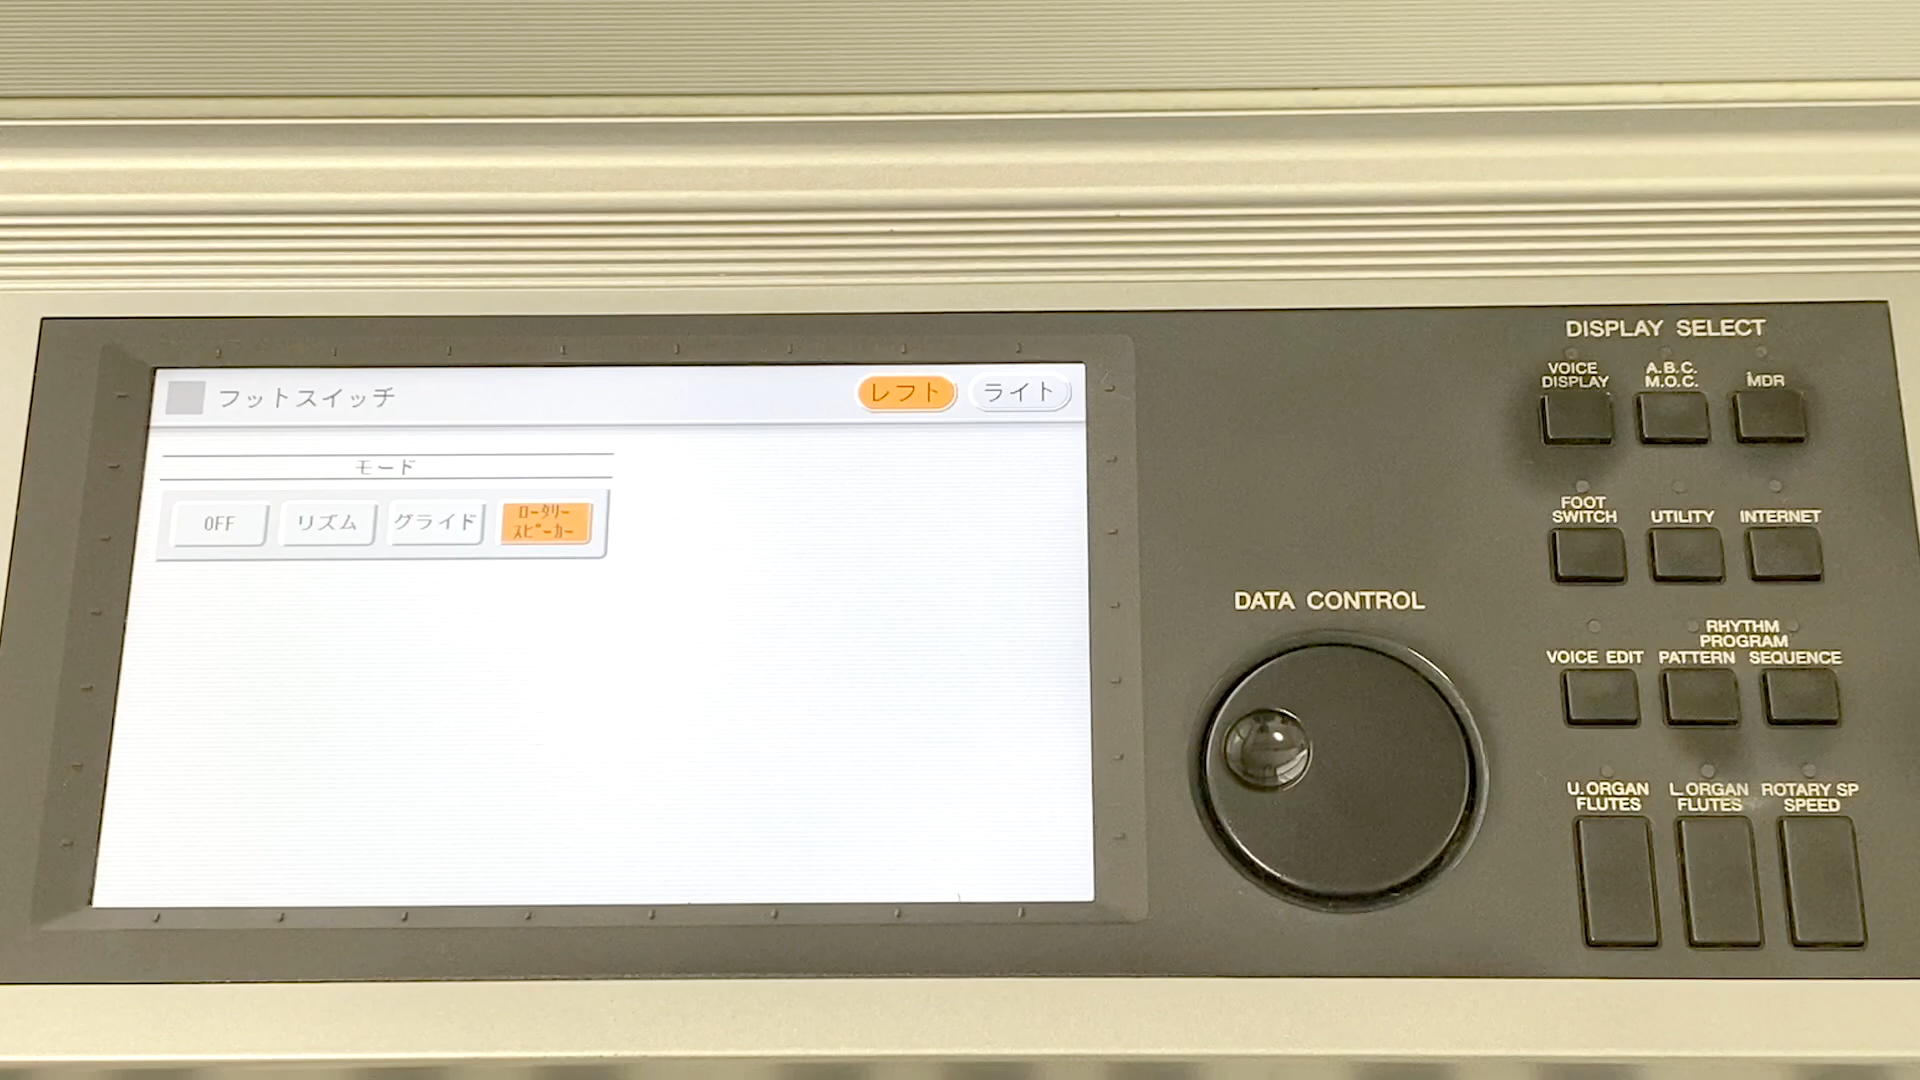 フットスイッチ
レフト
ライト
モード
OFF
リズム
グライド
ロータリー
スピーカー
DATA CONTROL
DISPLAY SELECT
VOICE
DISPLAY
A.B.C.
M.O.C.
MDR
FOOT
SWITCH
UTILITY
INTERNET
RHYTHM
PROGRAM
VOICE EDIT
PATTERN
SEQUENCE
U.ORGAN
FLUTES
L.ORGAN
FLUTES
ROTARY SP
SPEED